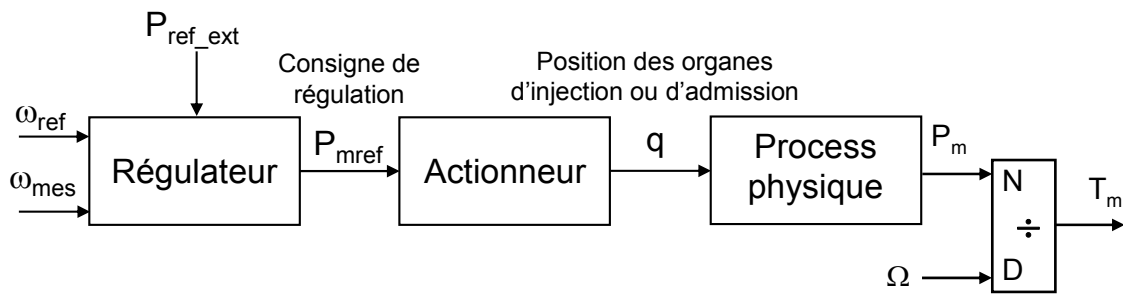 P_ref_ext
Consigne de
régulation
Position des organes
d'injection ou d'admission
ω_ref
ω_mes
Régulateur
P_mref
Actionneur
q
Process
physique
P_m
N
÷
D
T_m
Ω